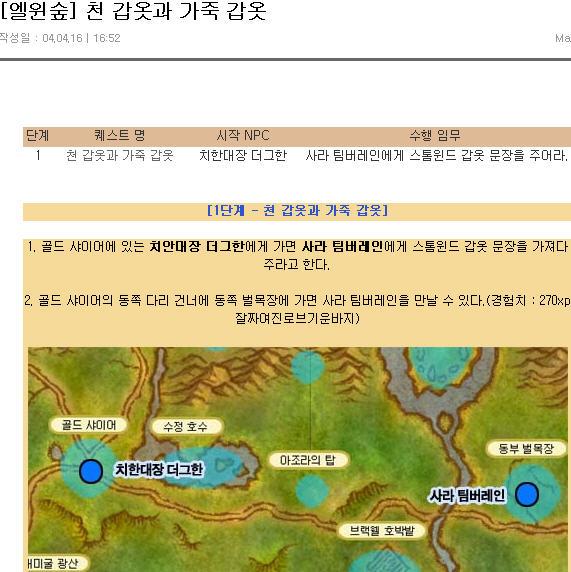 [엘윈숲] 천 갑옷과 가죽 갑옷
작성일 : 04.04.16 | 16:52
Ma
단계 퀘스트 명 시작 NPC 수행 임무
1 천 갑옷과 가죽 갑옷 치한대장 더그한 사라 팀버레인에게 스톰윈드 갑옷 문장을 주어라.
[1단계 - 천 갑옷과 가죽 갑옷]
1. 골드 샤이어에 있는 치안대장 더그한에게 가면 사라 팀버레인에게 스톰윈드 갑옷 문장을 가져다
주라고 한다.
2. 골드 샤이어의 동쪽 다리 건너에 동쪽 벌목장에 가면 사라 팀버레인을 만날 수 있다.(경험치 : 270xp
잘짜여진로브기운바지)
골드 샤이어
수정 호수
치한대장 더그한
아조라의 탑
동부 벌목장
사라 팀버레인
브랙웰 호박밭
배미굴 광산